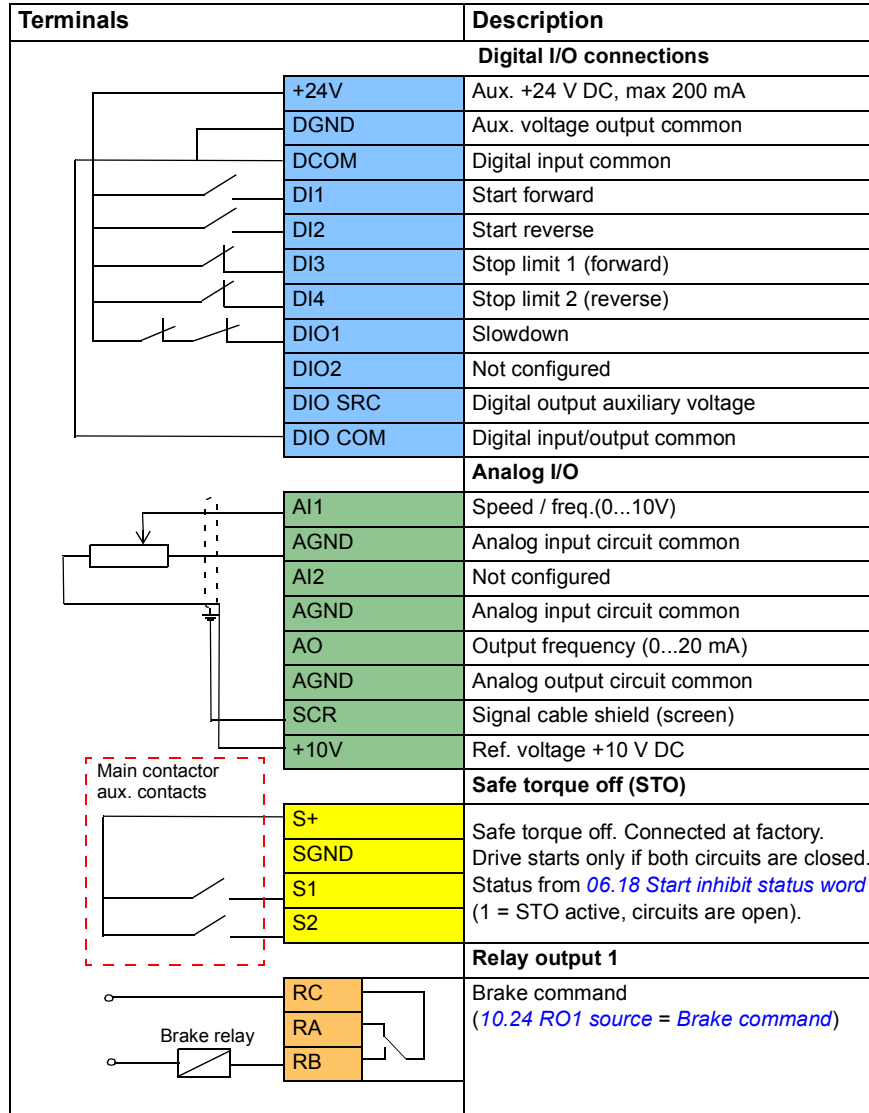 Terminals Description
Digital I/O connections
+24V Aux. +24 V DC, max 200 mA
DGND Aux. voltage output common
DCOM Digital input common
DI1 Start forward
DI2 Start reverse
DI3 Stop limit 1 (forward)
DI4 Stop limit 2 (reverse)
DIO1 Slowdown
DIO2 Not configured
DIO SRC Digital output auxiliary voltage
DIO COM Digital input/output common
Analog I/O
AI1 Speed / freq.(0...10V)
AGND Analog input circuit common
AI2 Not configured
AGND Analog input circuit common
AO Output frequency (0...20 mA)
AGND Analog output circuit common
SCR Signal cable shield (screen)
+10V Ref. voltage +10 V DC
Main contactor
aux. contacts
Safe torque off (STO)
S+
SGND
S1
S2
Safe torque off. Connected at factory.
Drive starts only if both circuits are closed.
Status from 06.18 Start inhibit status word
(1 = STO active, circuits are open).
Relay output 1
RC
RA
RB
Brake relay
Brake command
(10.24 RO1 source = Brake command)